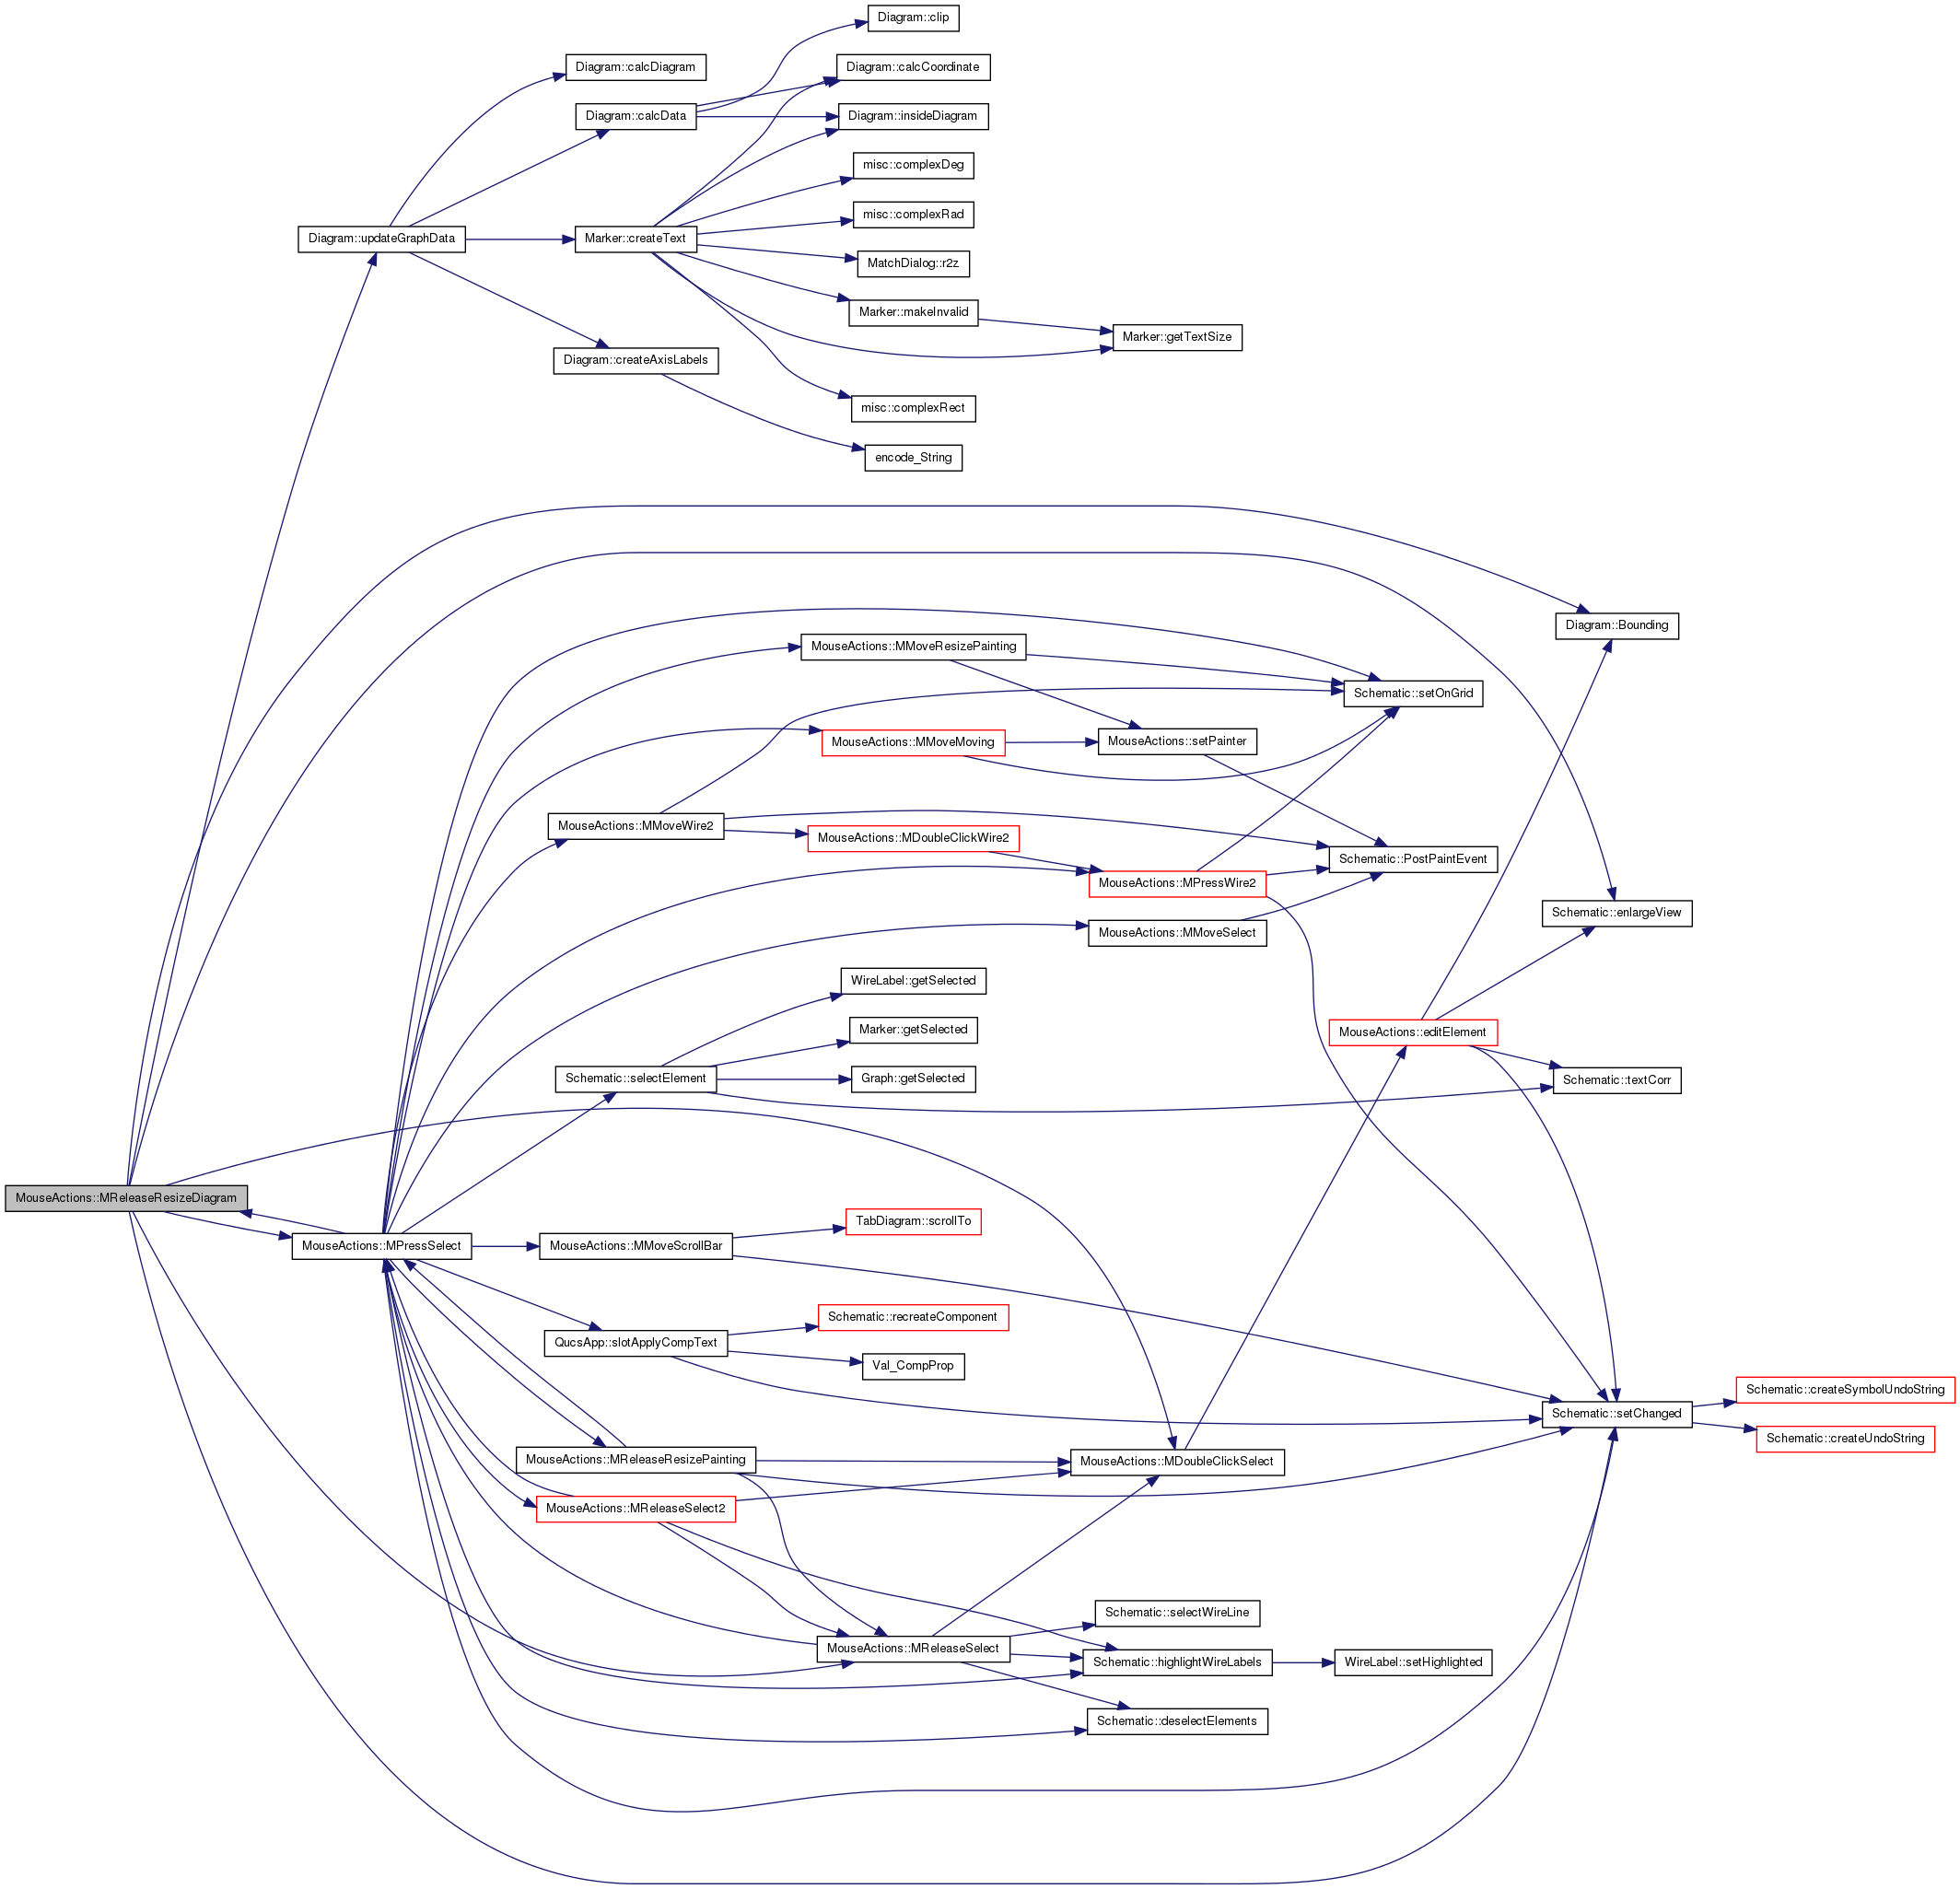 Diagram::clip
Diagram::calcDiagram
Diagram::calcCoordinate
Diagram::calcData
Diagram::insideDiagram
misc::complexDeg
misc::complexRad
Diagram::updateGraphData
Marker::createText
MatchDialog::r2z
Marker::makeInvalid
Marker::getTextSize
Diagram::createAxisLabels
misc::complexRect
encode_String
Diagram::Bounding
MouseActions::MMoveResizePainting
Schematic::setOnGrid
MouseActions::MMoveMoving
MouseActions::setPainter
MouseActions::MMoveWire2
MouseActions::MDoubleClickWire2
Schematic::PostPaintEvent
MouseActions::MPressWire2
Schematic::enlargeView
MouseActions::MMoveSelect
WireLabel::getSelected
Marker::getSelected
MouseActions::editElement
Schematic::selectElement
Graph::getSelected
Schematic::textCorr
MouseActions::MReleaseResizeDiagram
TabDiagram::scrollTo
MouseActions::MPressSelect
MouseActions::MMoveScrollBar
Schematic::recreateComponent
QucsApp::slotApplyCompText
Val_CompProp
Schematic::createSymbolUndoString
Schematic::setChanged
Schematic::createUndoString
MouseActions::MReleaseResizePainting
MouseActions::MDoubleClickSelect
MouseActions::MReleaseSelect2
Schematic::selectWireLine
MouseActions::MReleaseSelect
Schematic::highlightWireLabels
WireLabel::setHighlighted
Schematic::deselectElements